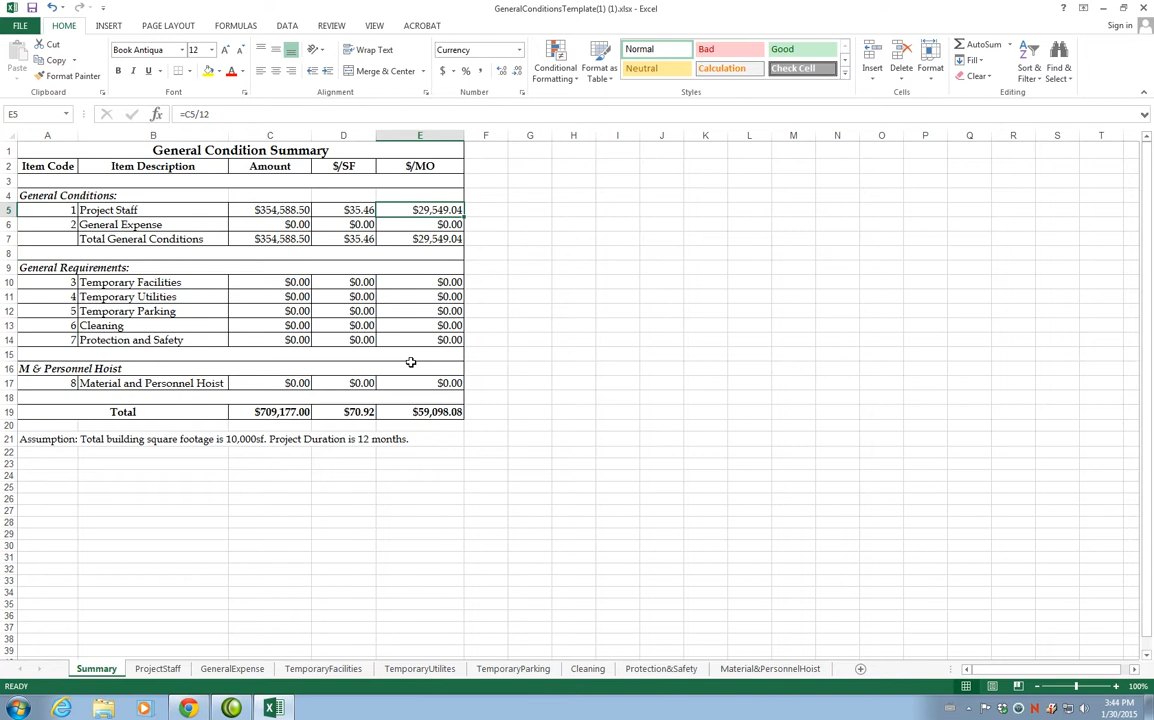 GeneralConditionsTemplate(1) (1).xlsx - Excel
FILE HOME INSERT PAGE LAYOUT FORMULAS DATA REVIEW VIEW ACROBAT Sign in
Cut
Copy
Format Painter
Paste
Clipboard
Book Antiqua 12
B I U
Font
Wrap Text
Merge & Center
Alignment
Currency
$ % ,
Number
Conditional Formatting
Format as Table
Normal Bad Good
Neutral Calculation Check Cell
Styles
Insert Delete Format
Cells
AutoSum
Fill
Clear
Sort & Filter
Find & Select
Editing
E5 =C5/12
A B C D E F G H I J K L M N O P Q R S T
1 General Condition Summary
2 Item Code Item Description Amount $/SF $/MO
3
4 General Conditions:
5 1 Project Staff $354,588.50 $35.46 $29,549.04
6 2 General Expense $0.00 $0.00 $0.00
7 Total General Conditions $354,588.50 $35.46 $29,549.04
8
9 General Requirements:
10 3 Temporary Facilities $0.00 $0.00 $0.00
11 4 Temporary Utilities $0.00 $0.00 $0.00
12 5 Temporary Parking $0.00 $0.00 $0.00
13 6 Cleaning $0.00 $0.00 $0.00
14 7 Protection and Safety $0.00 $0.00 $0.00
15
16 M & Personnel Hoist
17 8 Material and Personnel Hoist $0.00 $0.00 $0.00
18
19 Total $709,177.00 $70.92 $59,098.08
20
21 Assumption: Total building square footage is 10,000sf. Project Duration is 12 months.
22
23
24
25
26
27
28
29
30
31
32
33
34
35
36
37
38
Summary ProjectStaff GeneralExpense TemporaryFacilities TemporaryUtilites TemporaryParking Cleaning Protection&Safety Material&PersonnelHoist
READY 100%
3:44 PM
1/30/2015